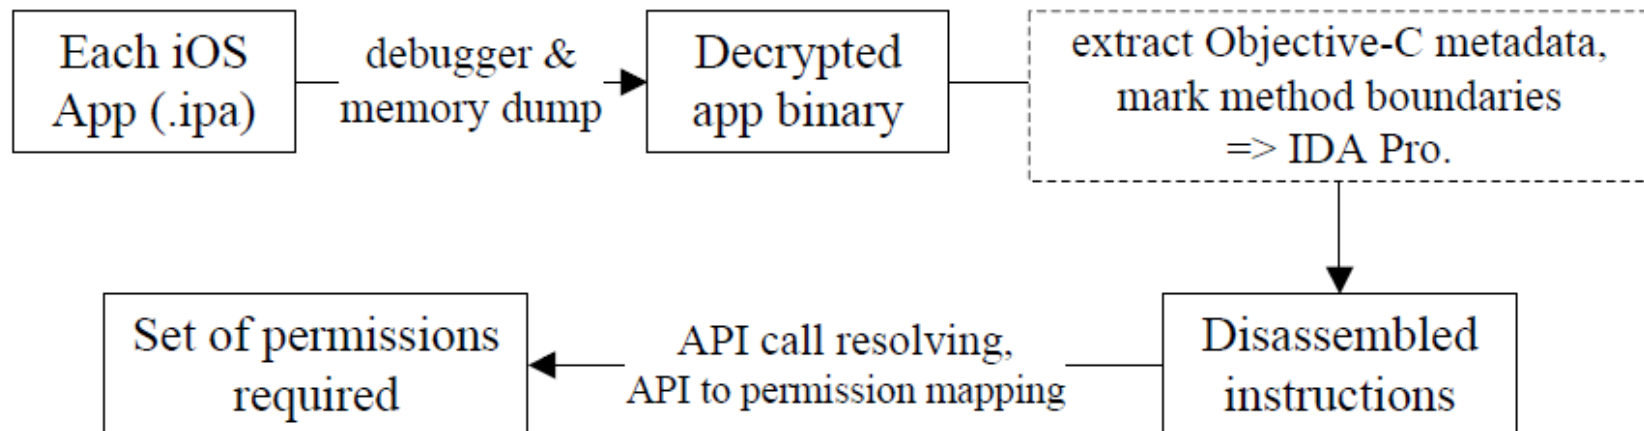 Each iOS
App (.ipa)
debugger &
memory dump
Decrypted
app binary
extract Objective-C metadata,
mark method boundaries
=> IDA Pro.
Set of permissions
required
API call resolving,
API to permission mapping
Disassembled
instructions